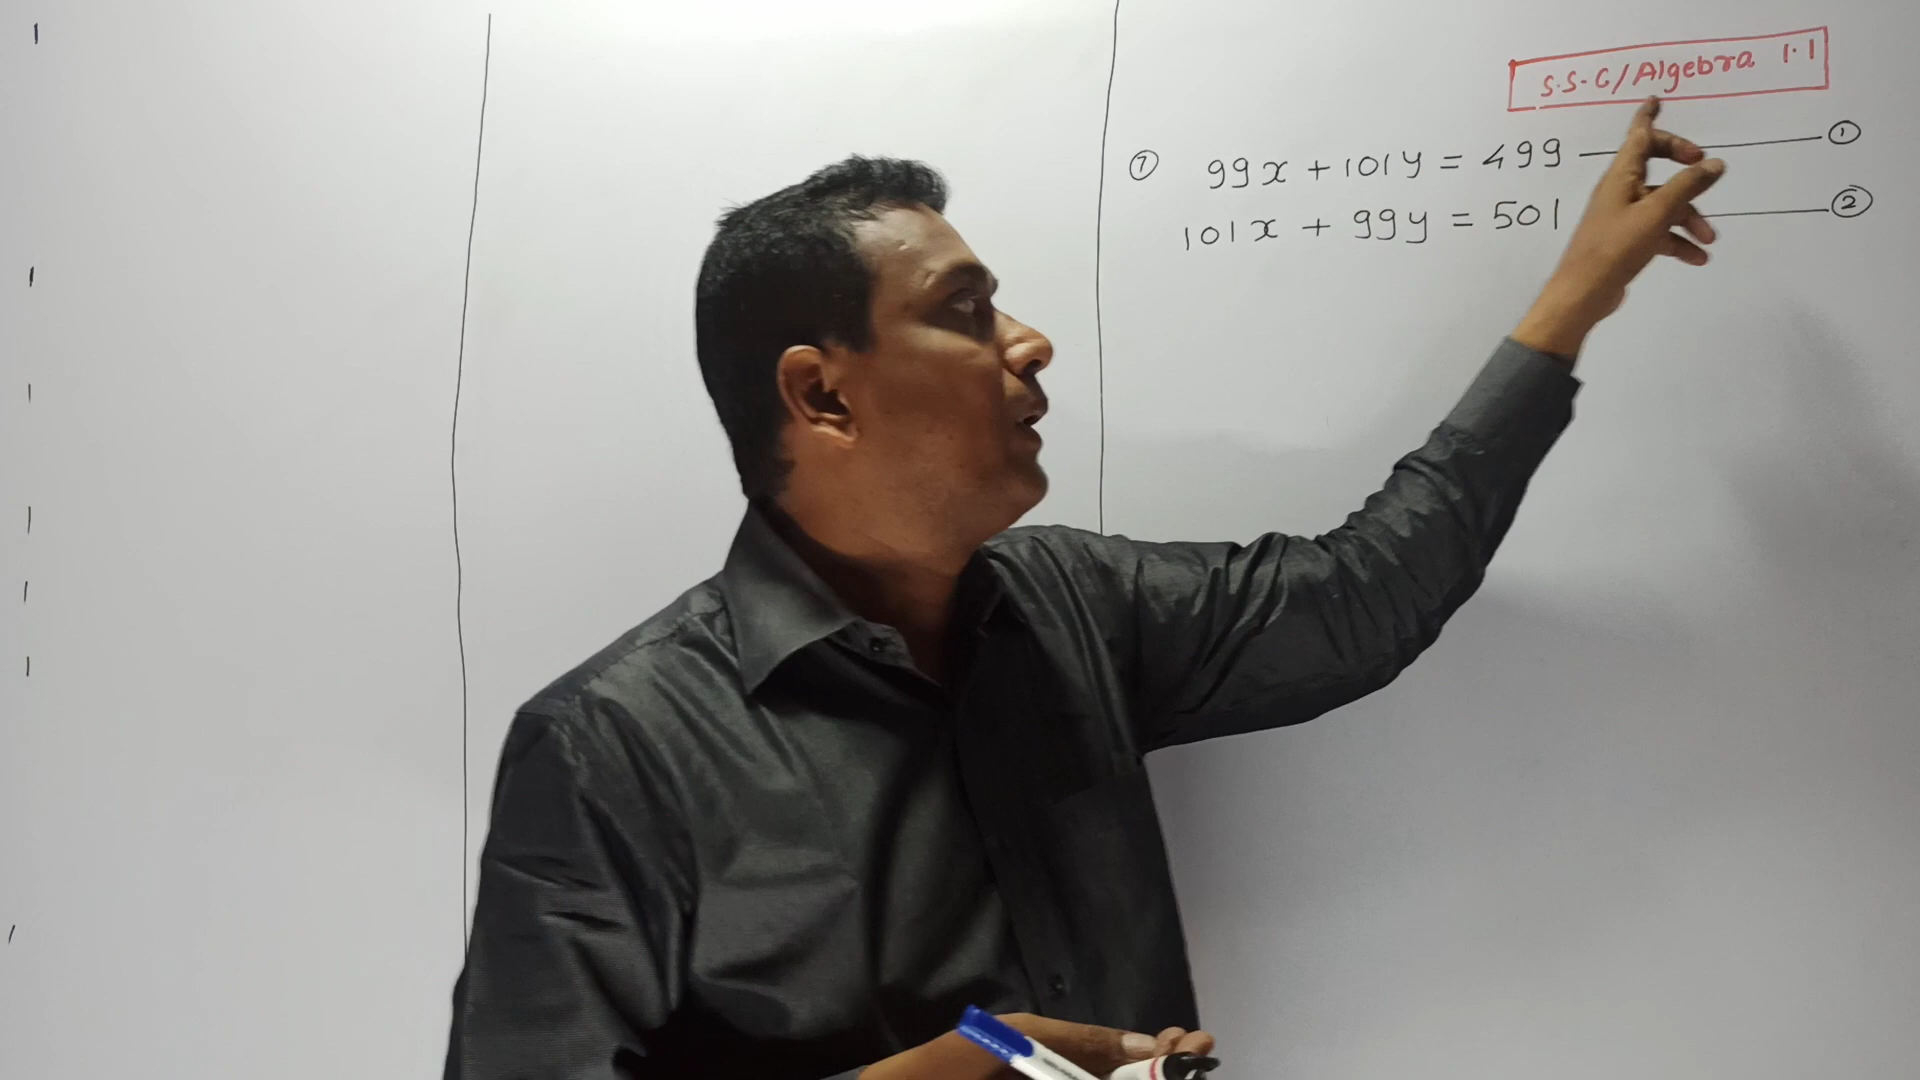 S.S.C/Algebra 1.1
⑦ 99x + 101y = 499 ①
101x + 99y = 501 ②